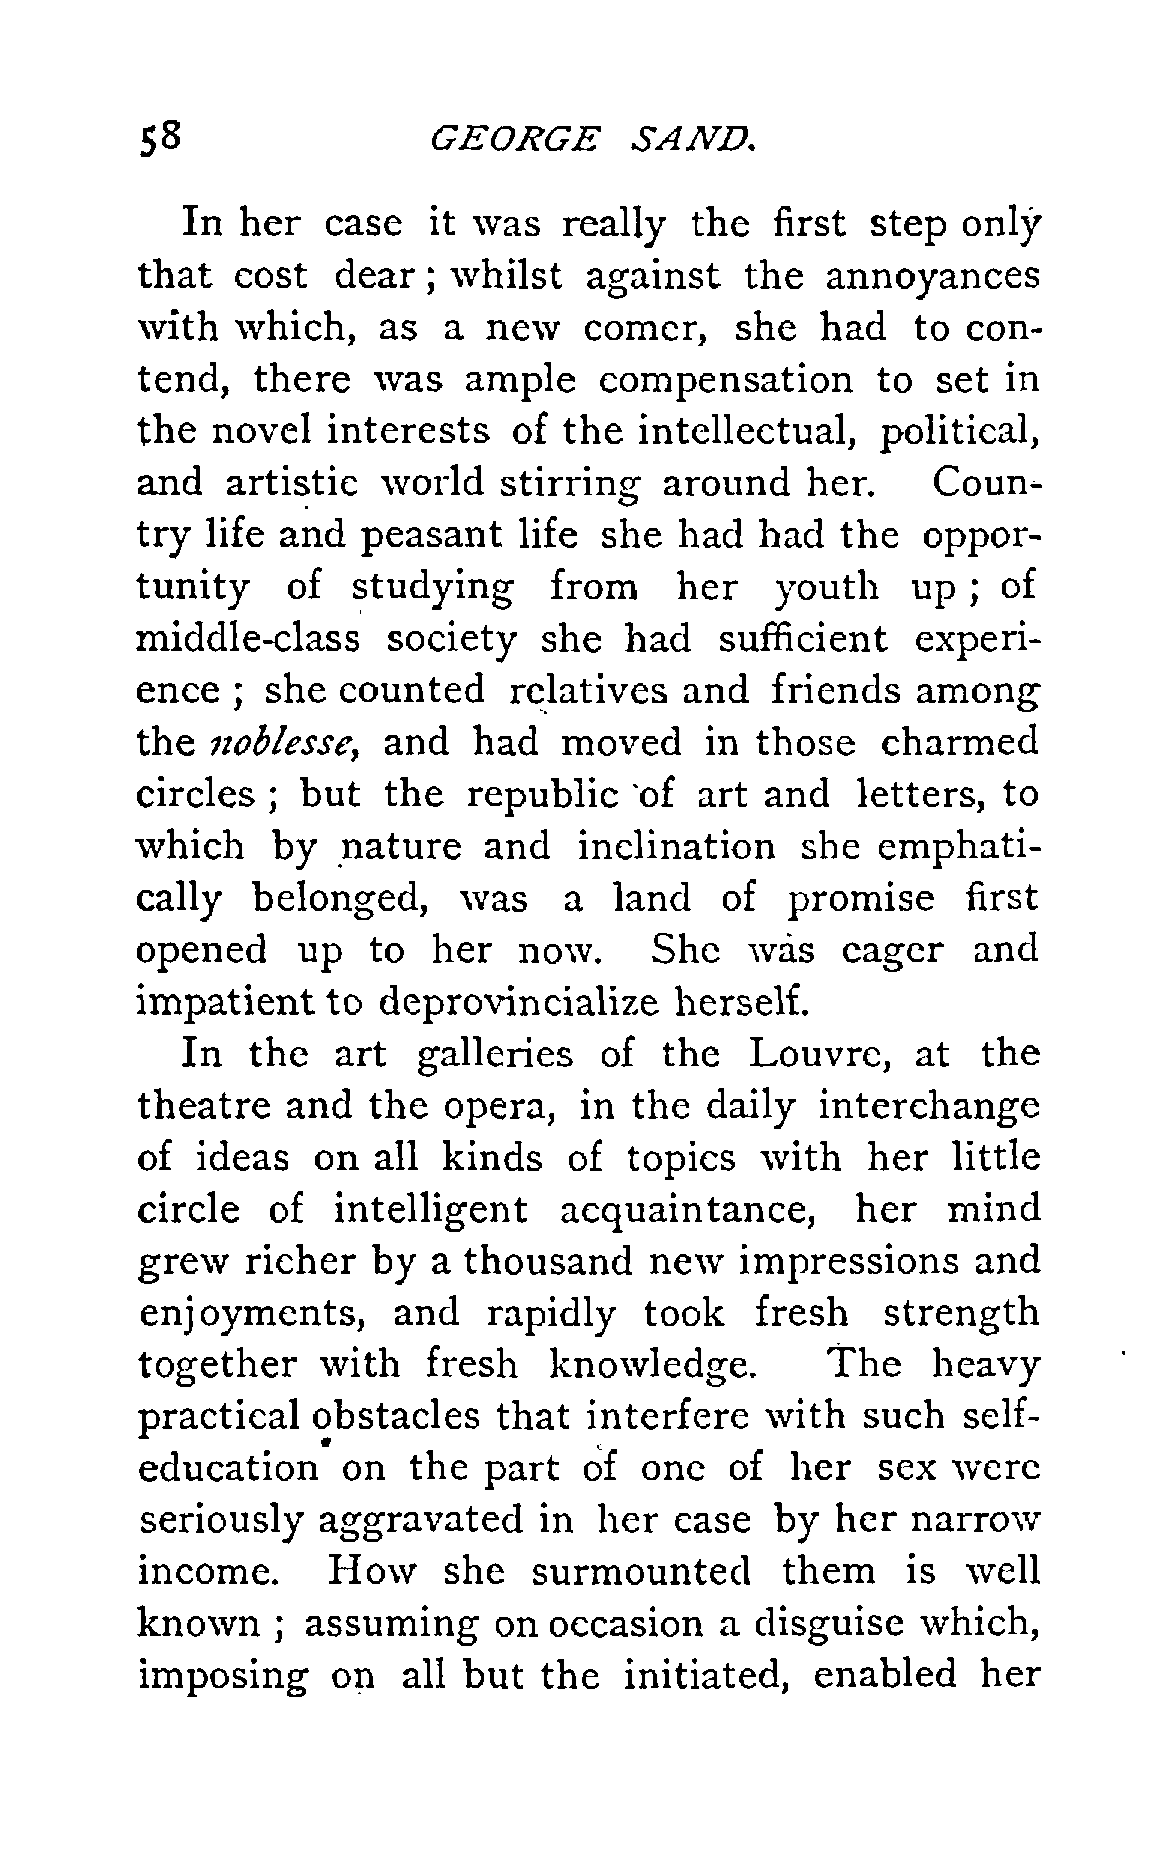 58 GEORGE SAND.
In her case it was really the first step only
that cost dear; whilst against the annoyances
with which, as a new comer, she had to con-
tend, there was ample compensation to set in
the novel interests of the intellectual, political,
and artistic world stirring around her. Coun-
try life and peasant life she had had the oppor-
tunity of studying from her youth up; of
middle-class society she had sufficient experi-
ence; she counted relatives and friends among
the noblesse, and had moved in those charmed
circles; but the republic of art and letters, to
which by nature and inclination she emphati-
cally belonged, was a land of promise first
opened up to her now. She was eager and
impatient to deprovincialize herself.
In the art galleries of the Louvre, at the
theatre and the opera, in the daily interchange
of ideas on all kinds of topics with her little
circle of intelligent acquaintance, her mind
grew richer by a thousand new impressions and
enjoyments, and rapidly took fresh strength
together with fresh knowledge. The heavy
practical obstacles that interfere with such self-
education on the part of one of her sex were
seriously aggravated in her case by her narrow
income. How she surmounted them is well
known; assuming on occasion a disguise which,
imposing on all but the initiated, enabled her